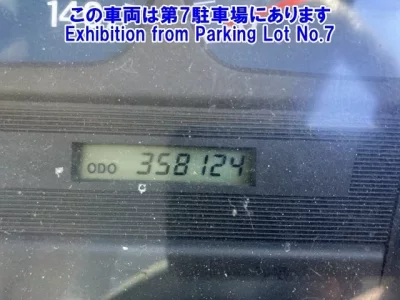 140
この車両は第7駐車場にあります
Exhibition from Parking Lot No.7
ODO 358124